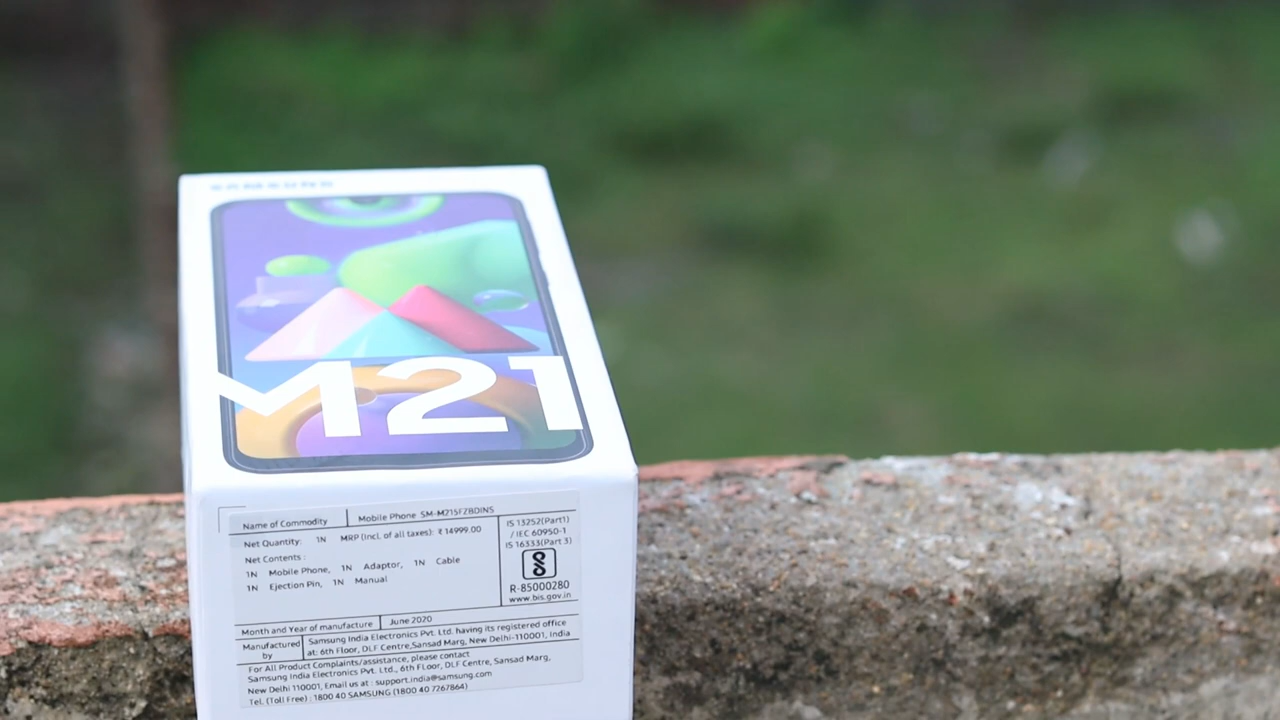 SAMSUNG
M21
Name of Commodity Mobile Phone SM-M215FZBDINS
Net Quantity: 1N MRP (Incl. of all taxes): ₹ 14999.00
Net Contents :
1N Mobile Phone, 1N Adaptor, 1N Cable
1N Ejection Pin, 1N Manual
IS 13252(Part1)
/ IEC 60950-1
IS 16333(Part 3)
R-85000280
www.bis.gov.in
Month and Year of manufacture June 2020
Manufactured by
Samsung India Electronics Pvt. Ltd. having its registered office
at: 6th Floor, DLF Centre,Sansad Marg, New Delhi-110001, India
For All Product Complaints/assistance, please contact
Samsung India Electronics Pvt. Ltd., 6th Floor, DLF Centre, Sansad Marg,
New Delhi 110001, Email us at : support.india@samsung.com
Tel. (Toll Free) : 1800 40 SAMSUNG (1800 40 7267864)